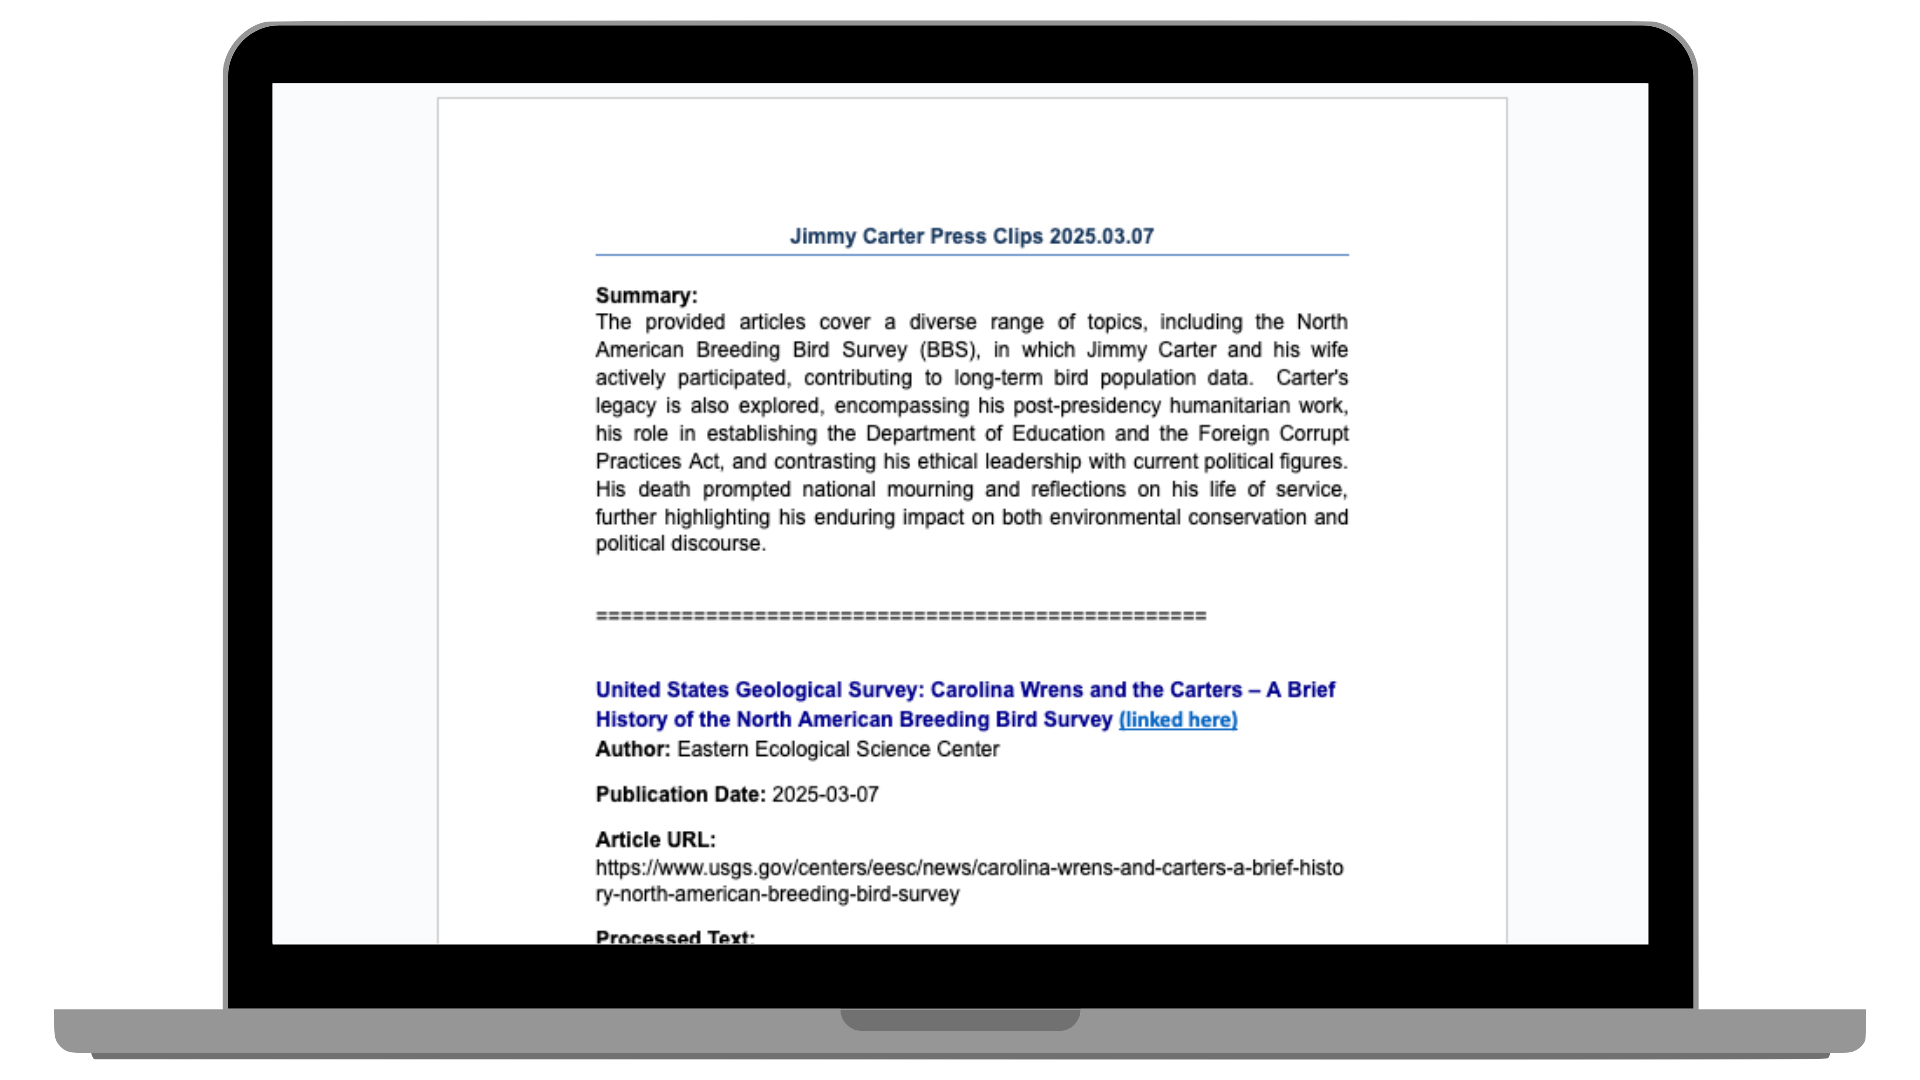 Jimmy Carter Press Clips 2025.03.07
Summary:
The provided articles cover a diverse range of topics, including the North
American Breeding Bird Survey (BBS), in which Jimmy Carter and his wife
actively participated, contributing to long-term bird population data.  Carter's
legacy is also explored, encompassing his post-presidency humanitarian work,
his role in establishing the Department of Education and the Foreign Corrupt
Practices Act, and contrasting his ethical leadership with current political figures.
His death prompted national mourning and reflections on his life of service,
further highlighting his enduring impact on both environmental conservation and
political discourse.
==================================================
United States Geological Survey: Carolina Wrens and the Carters – A Brief
History of the North American Breeding Bird Survey (linked here)
Author: Eastern Ecological Science Center
Publication Date: 2025-03-07
Article URL:
https://www.usgs.gov/centers/eesc/news/carolina-wrens-and-carters-a-brief-histo
ry-north-american-breeding-bird-survey
Processed Text: